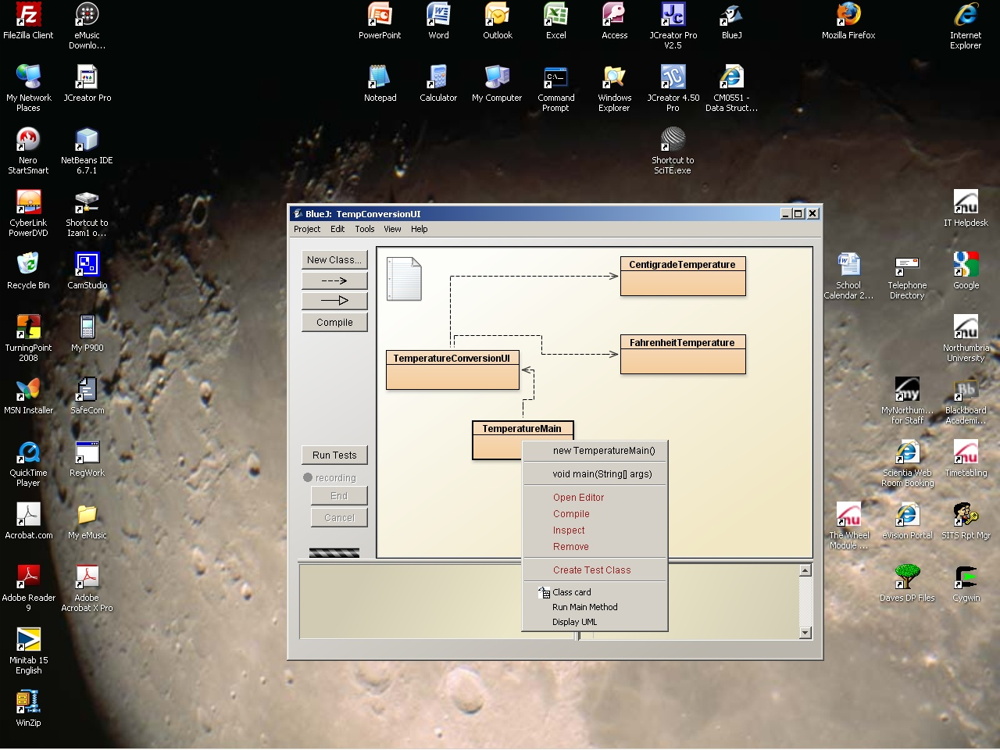 FileZilla Client
eMusic
Downlo...
PowerPoint
Word
Outlook
Excel
Access
JCreator Pro
V2.5
BlueJ
Mozilla Firefox
Internet
Explorer
My Network
Places
JCreator Pro
Notepad
Calculator
My Computer
C:\_
Command
Prompt
Windows
Explorer
JCreator 4.50
Pro
CM0551 -
Data Struct...
Nero
StartSmart
NetBeans IDE
6.7.1
Shortcut to
SciTE.exe
CyberLink
PowerDVD
Shortcut to
Izam1 o...
nu
IT Helpdesk
Recycle Bin
CamStudio
School
Calendar 2...
Telephone
Directory
Google
TurningPoint
2008
My P900
nu
Northumbria
University
MSN Installer
SafeCom
my
MyNorthum...
for Staff
Bb
Blackboard
Academi...
QuickTime
Player
RegWork
Scientia Web
Room Booking
nu
Timetabling
Acrobat.com
My eMusic
nu
The Wheel
Module ...
eVision Portal
SITS Rpt Mgr
Adobe Reader
9
Adobe
Acrobat X Pro
Daves DP Files
Cygwin
Minitab 15
English
WinZip
BlueJ: TempConversionUI
Project Edit Tools View Help
New Class...
Compile
CentigradeTemperature
FahrenheitTemperature
TemperatureConversionUI
TemperatureMain
Run Tests
recording
End
Cancel
new TemperatureMain()
void main(String[] args)
Open Editor
Compile
Inspect
Remove
Create Test Class
Class card
Run Main Method
Display UML